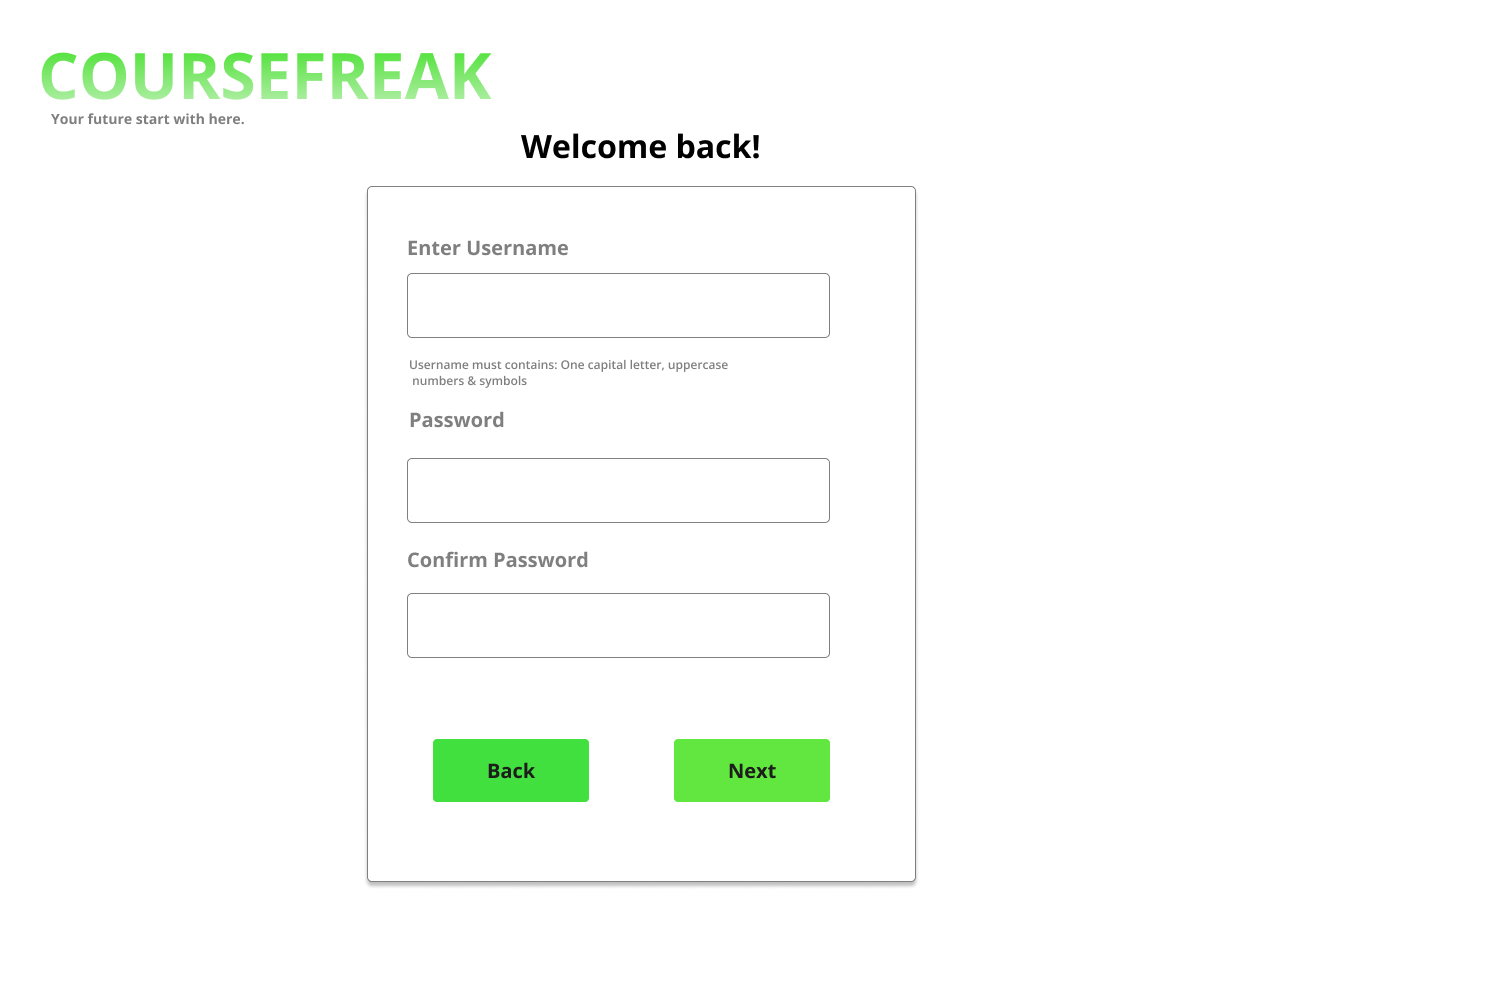 COURSEFREAK
Your future start with here.
Welcome back!
Enter Username
Username must contains: One capital letter, uppercase
numbers & symbols
Password
Confirm Password
Back
Next